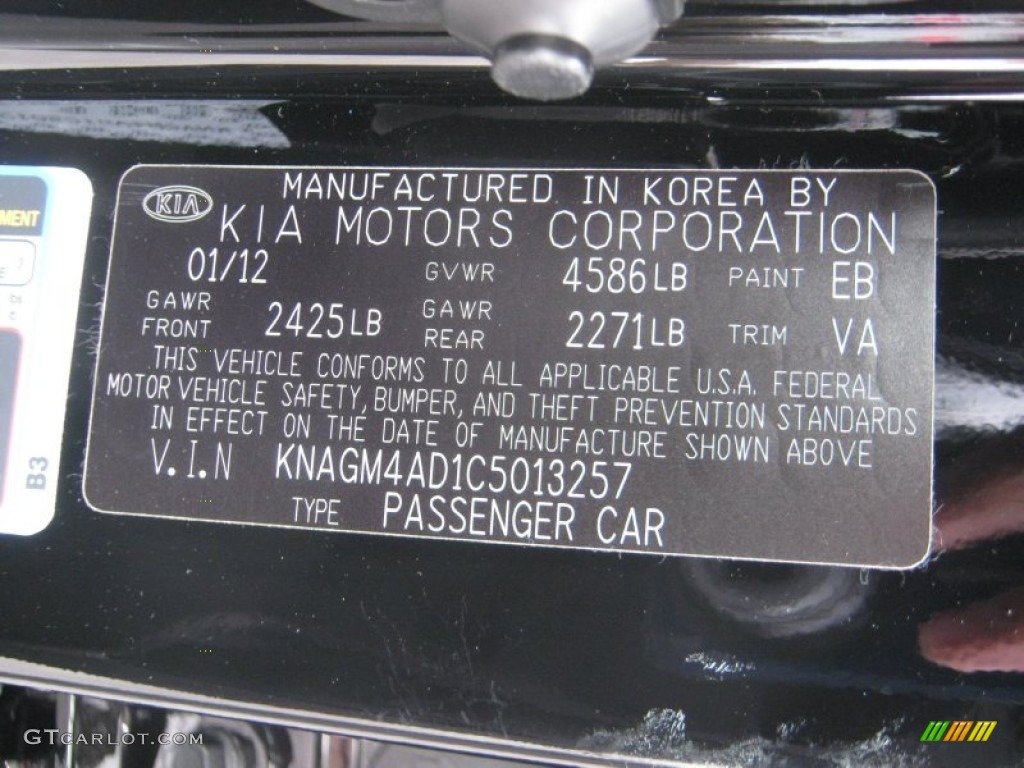 MANUFACTURED IN KOREA BY
KIA KIA MOTORS CORPORATION
01/12 GVWR 4586LB PAINT EB
GAWR FRONT 2425LB GAWR REAR 2271LB TRIM VA
THIS VEHICLE CONFORMS TO ALL APPLICABLE U.S.A. FEDERAL
MOTOR VEHICLE SAFETY, BUMPER, AND THEFT PREVENTION STANDARDS
IN EFFECT ON THE DATE OF MANUFACTURE SHOWN ABOVE
V.I.N KNAGM4AD1C5013257
TYPE PASSENGER CAR
B3
GTCARLOT.COM